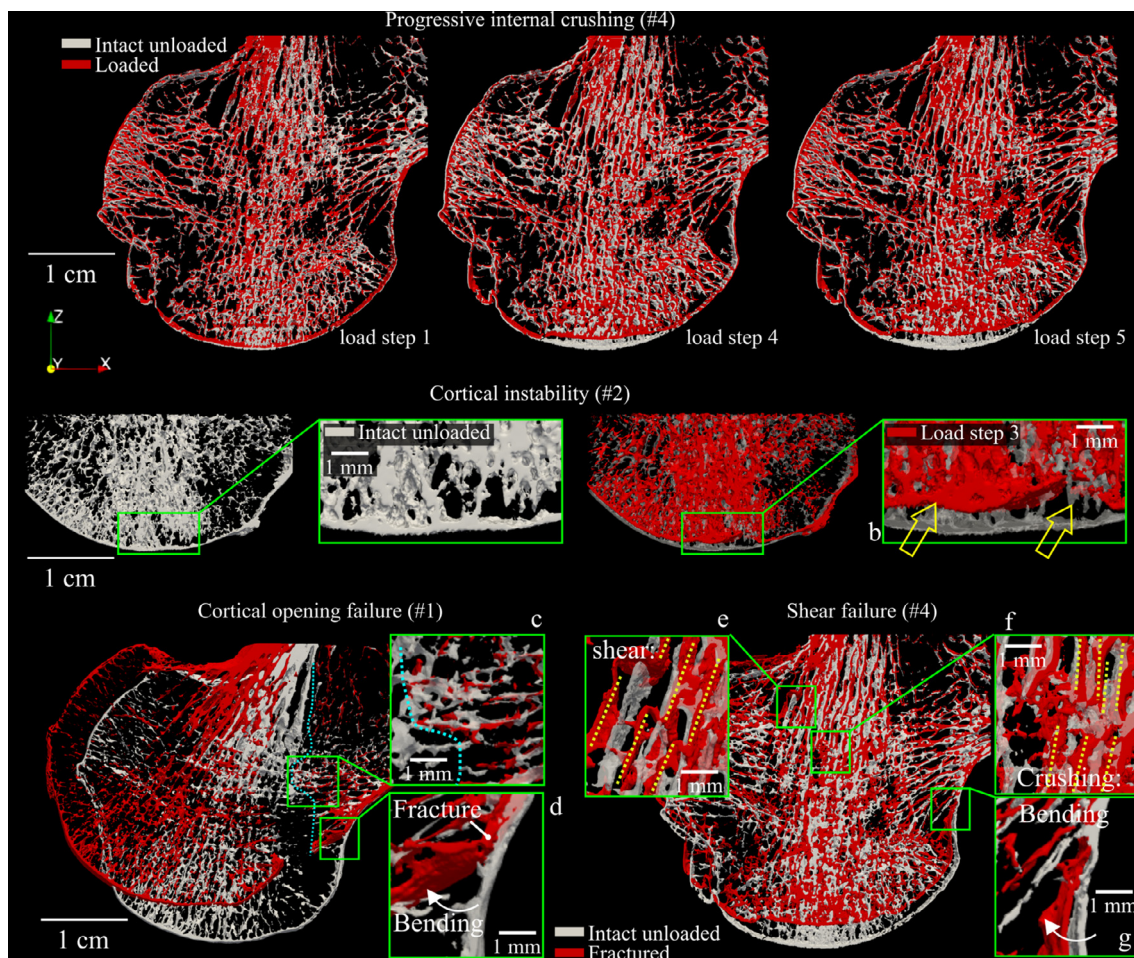 Progressive internal crushing (#4)
Intact unloaded
Loaded
1 cm
load step 1
load step 4
load step 5
Z
Y
X
Cortical instability (#2)
Intact unloaded
1 mm
Load step 3
1 mm
b
1 cm
Cortical opening failure (#1)
c
1 mm
Fracture
d
Bending
1 mm
1 cm
Shear failure (#4)
e
shear:
1 mm
f
1 mm
Crushing:
Bending
1 mm
g
Intact unloaded
Fractured